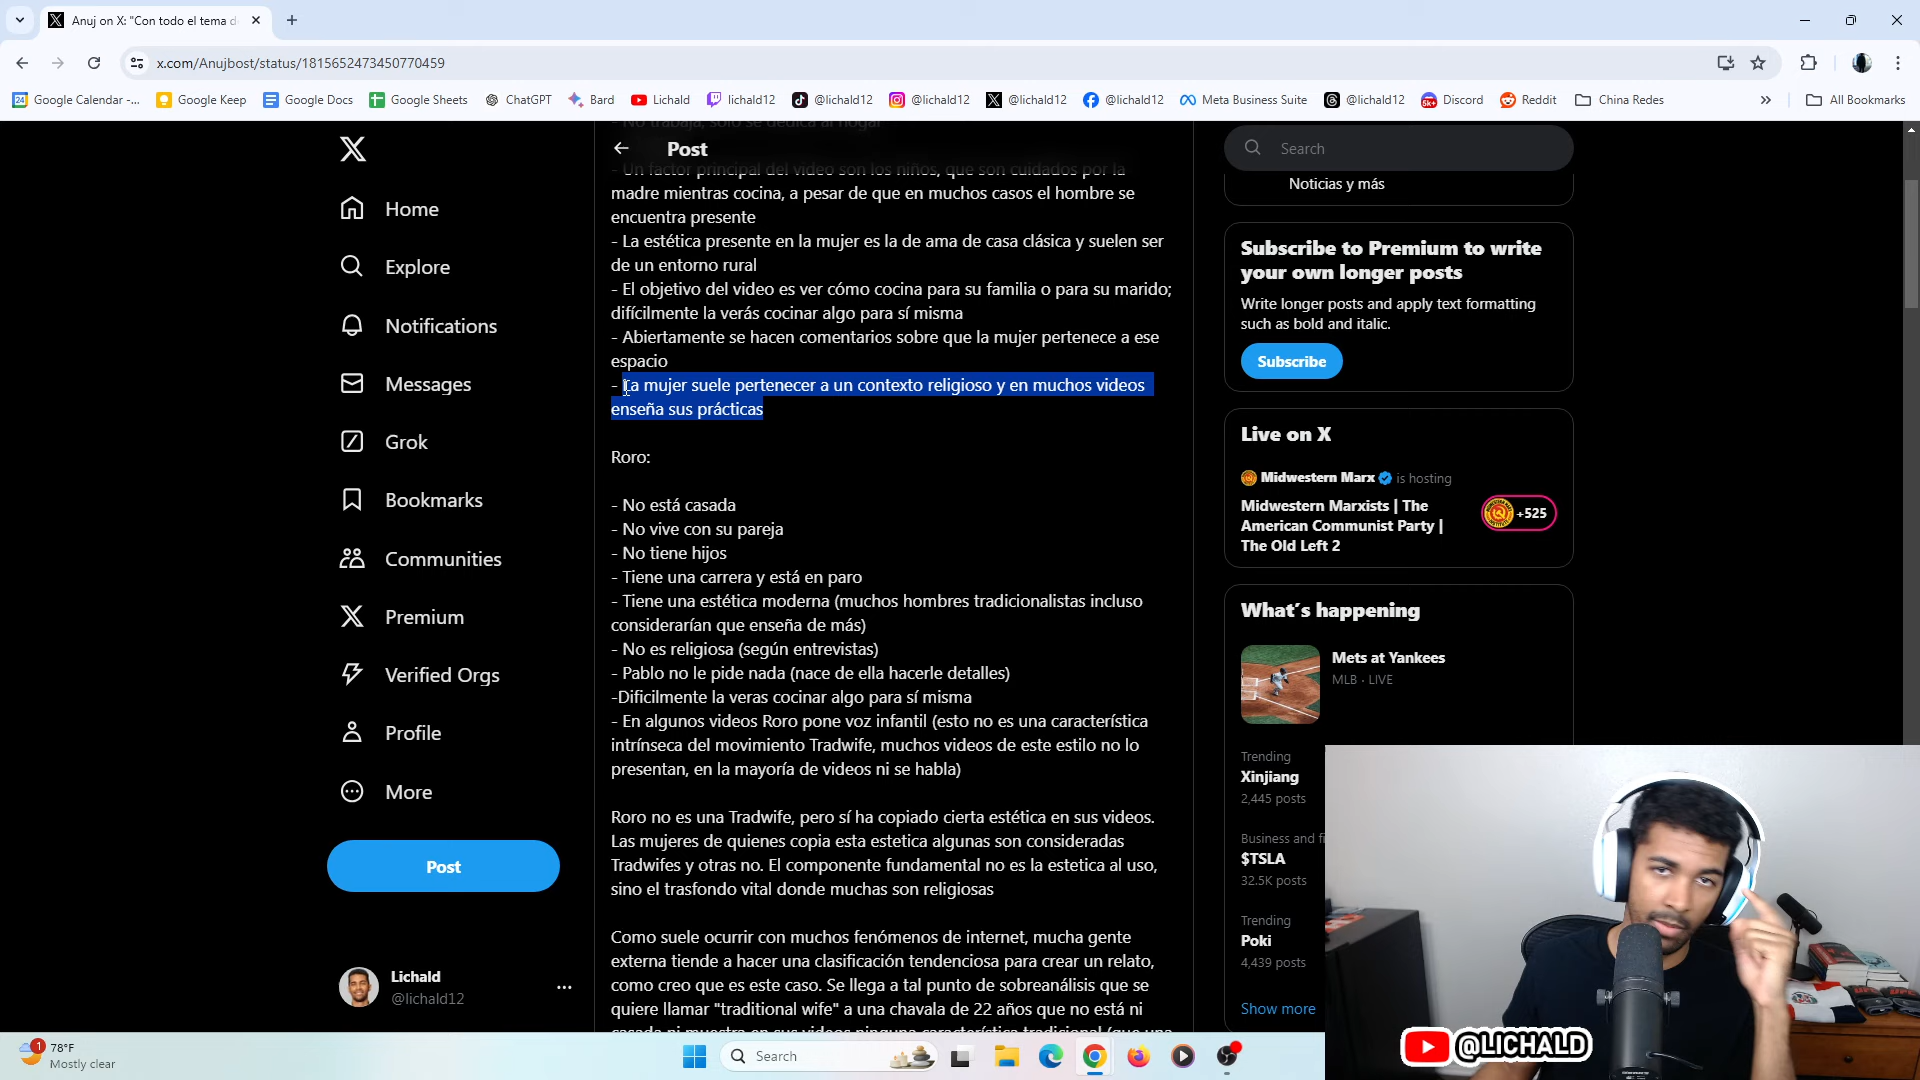 Anuj on X: "Con todo el tema d
x.com/Anujbost/status/1815652473450770459
Google Calendar -...
Google Keep
Google Docs
Google Sheets
ChatGPT
Bard
Lichald
lichald12
@lichald12
@lichald12
@lichald12
@lichald12
Meta Business Suite
@lichald12
Discord
Reddit
China Redes
All Bookmarks
Home
Explore
Notifications
Messages
Grok
Bookmarks
Communities
Premium
Verified Orgs
Profile
More
Post
Lichald
@lichald12
- No trabaja, solo se dedica al hogar
Post
- Un factor principal del video son los niños, que son cuidados por la
madre mientras cocina, a pesar de que en muchos casos el hombre se
encuentra presente
- La estética presente en la mujer es la de ama de casa clásica y suelen ser
de un entorno rural
- El objetivo del video es ver cómo cocina para su familia o para su marido;
difícilmente la verás cocinar algo para sí misma
- Abiertamente se hacen comentarios sobre que la mujer pertenece a ese
espacio
- La mujer suele pertenecer a un contexto religioso y en muchos videos
enseña sus prácticas
Roro:
- No está casada
- No vive con su pareja
- No tiene hijos
- Tiene una carrera y está en paro
- Tiene una estética moderna (muchos hombres tradicionalistas incluso
considerarían que enseña de más)
- No es religiosa (según entrevistas)
- Pablo no le pide nada (nace de ella hacerle detalles)
-Dificilmente la veras cocinar algo para sí misma
- En algunos videos Roro pone voz infantil (esto no es una característica
intrínseca del movimiento Tradwife, muchos videos de este estilo no lo
presentan, en la mayoría de videos ni se habla)
Roro no es una Tradwife, pero sí ha copiado cierta estética en sus videos.
Las mujeres de quienes copia esta estetica algunas son consideradas
Tradwifes y otras no. El componente fundamental no es la estetica al uso,
sino el trasfondo vital donde muchas son religiosas
Como suele ocurrir con muchos fenómenos de internet, mucha gente
externa tiende a hacer una clasificación tendenciosa para crear un relato,
como creo que es este caso. Se llega a tal punto de sobreanálisis que se
quiere llamar "traditional wife" a una chavala de 22 años que no está ni
casada ni muestra en sus videos ninguna característica tradicional (que una
Search
Noticias y más
Subscribe to Premium to write
your own longer posts
Write longer posts and apply text formatting
such as bold and italic.
Subscribe
Live on X
Midwestern Marx is hosting
Midwestern Marxists | The
American Communist Party |
The Old Left 2
+525
What's happening
Mets at Yankees
MLB · LIVE
Trending
Xinjiang
2,445 posts
Business and fi
$TSLA
32.5K posts
Trending
Poki
4,439 posts
Show more
@LICHALD
1
78°F
Mostly clear
Search